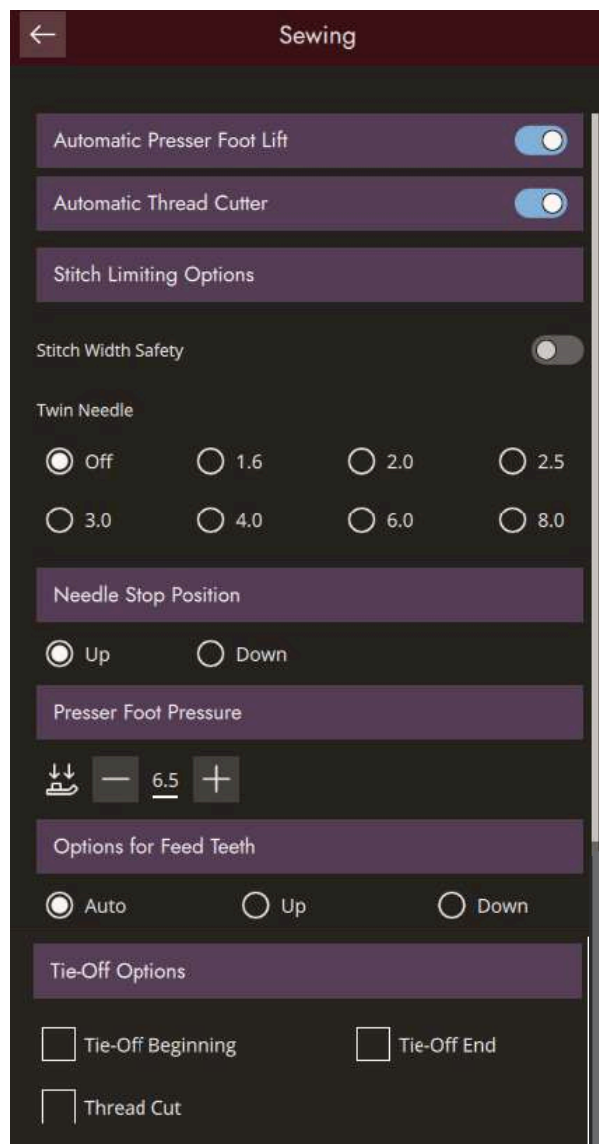 Sewing
Automatic Presser Foot Lift
Automatic Thread Cutter
Stitch Limiting Options
Stitch Width Safety
Twin Needle
Off 1.6 2.0 2.5
3.0 4.0 6.0 8.0
Needle Stop Position
Up Down
Presser Foot Pressure
6.5
Options for Feed Teeth
Auto Up Down
Tie-Off Options
Tie-Off Beginning Tie-Off End
Thread Cut